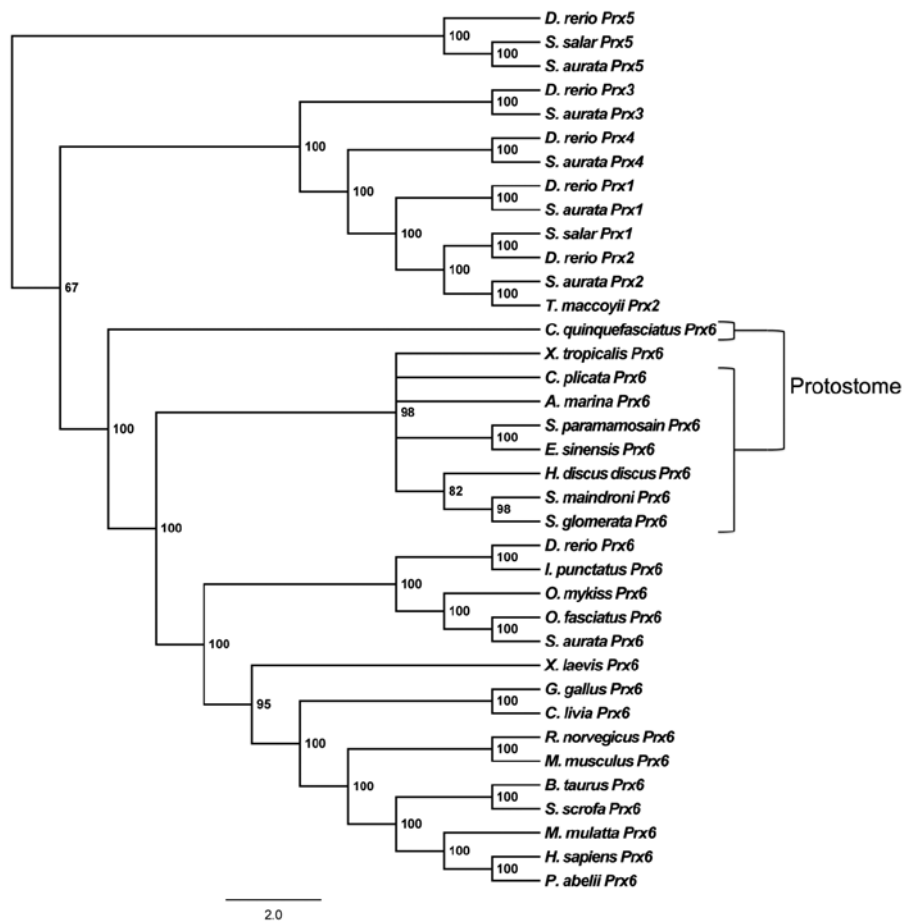 D. rerio Prx5
100
S. salar Prx5
100
S. aurata Prx5
D. rerio Prx3
100
S. aurata Prx3
100
D. rerio Prx4
100
S. aurata Prx4
100
D. rerio Prx1
100
S. aurata Prx1
100
S. salar Prx1
100
D. rerio Prx2
100
S. aurata Prx2
100
T. maccoyii Prx2
67
C. quinquefasciatus Prx6
X. tropicalis Prx6
C. plicata Prx6
Protostome
A. marina Prx6
98
S. paramamosain Prx6
100
100
E. sinensis Prx6
H. discus discus Prx6
82
S. maindroni Prx6
98
S. glomerata Prx6
100
D. rerio Prx6
100
I. punctatus Prx6
100
O. mykiss Prx6
100
O. fasciatus Prx6
100
S. aurata Prx6
100
X. laevis Prx6
G. gallus Prx6
100
95
C. livia Prx6
R. norvegicus Prx6
100
100
M. musculus Prx6
100
B. taurus Prx6
100
S. scrofa Prx6
100
M. mulatta Prx6
100
H. sapiens Prx6
100
P. abelii Prx6
2.0